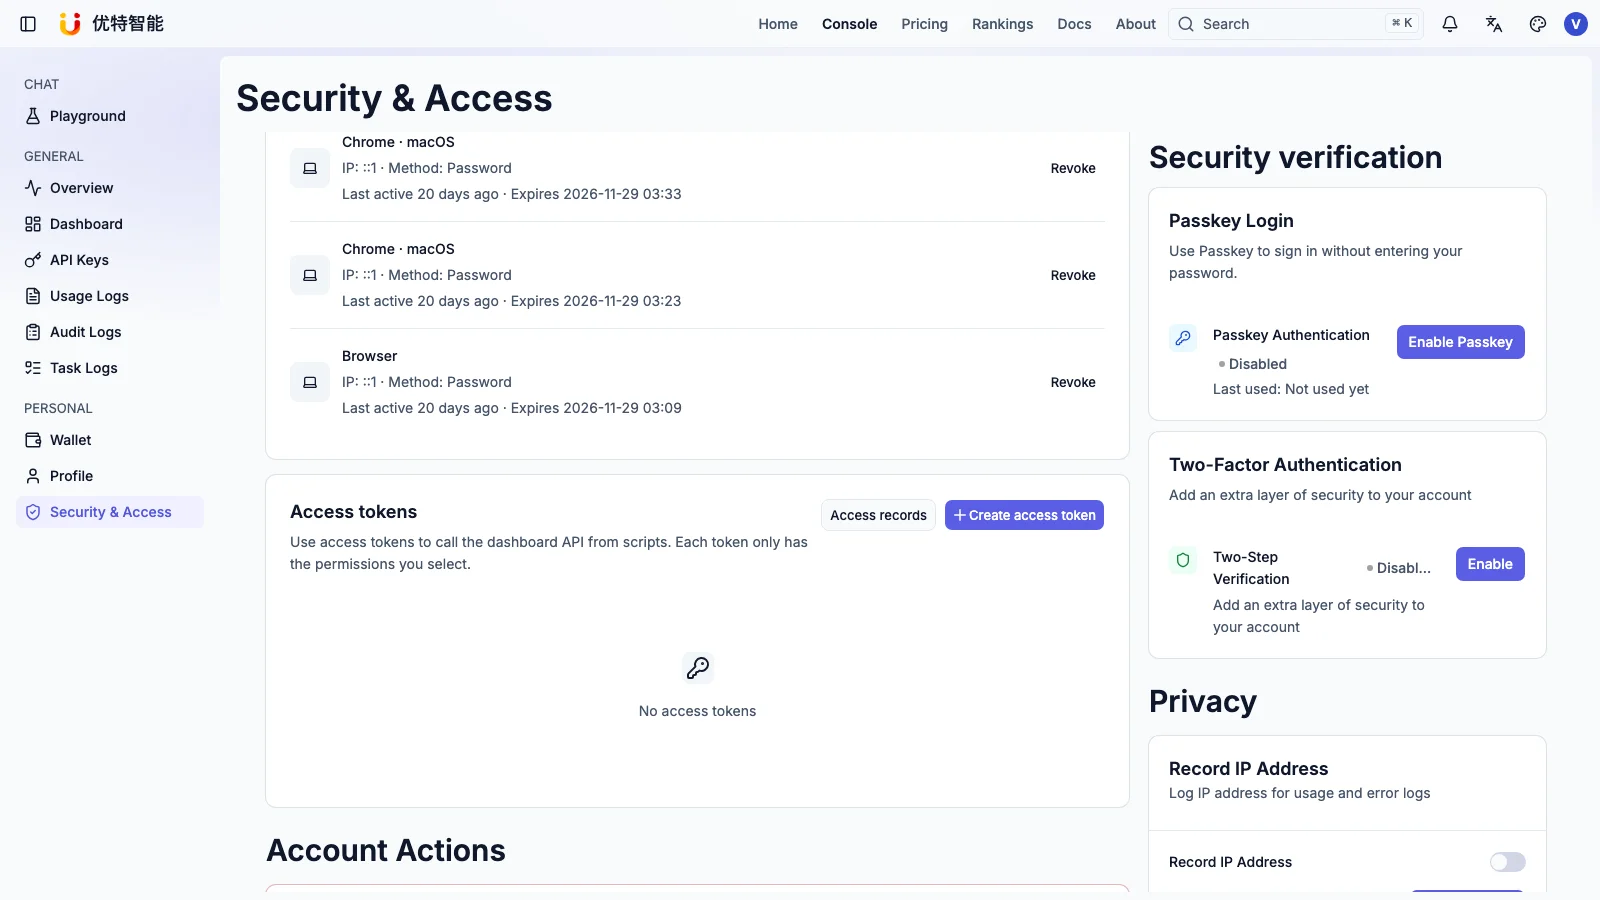 优特智能
Home
Console
Pricing
Rankings
Docs
About
Search
⌘ K
V
CHAT
Playground
GENERAL
Overview
Dashboard
API Keys
Usage Logs
Audit Logs
Task Logs
PERSONAL
Wallet
Profile
Security & Access
Security & Access
Chrome · macOS
IP: ::1 · Method: Password
Last active 20 days ago · Expires 2026-11-29 03:33
Revoke
Chrome · macOS
IP: ::1 · Method: Password
Last active 20 days ago · Expires 2026-11-29 03:23
Revoke
Browser
IP: ::1 · Method: Password
Last active 20 days ago · Expires 2026-11-29 03:09
Revoke
Access tokens
Use access tokens to call the dashboard API from scripts. Each token only has
the permissions you select.
Access records
Create access token
No access tokens
Account Actions
Security verification
Passkey Login
Use Passkey to sign in without entering your
password.
Passkey Authentication
Disabled
Last used: Not used yet
Enable Passkey
Two-Factor Authentication
Add an extra layer of security to your account
Two-Step
Verification
Disabl...
Enable
Add an extra layer of security to
your account
Privacy
Record IP Address
Log IP address for usage and error logs
Record IP Address